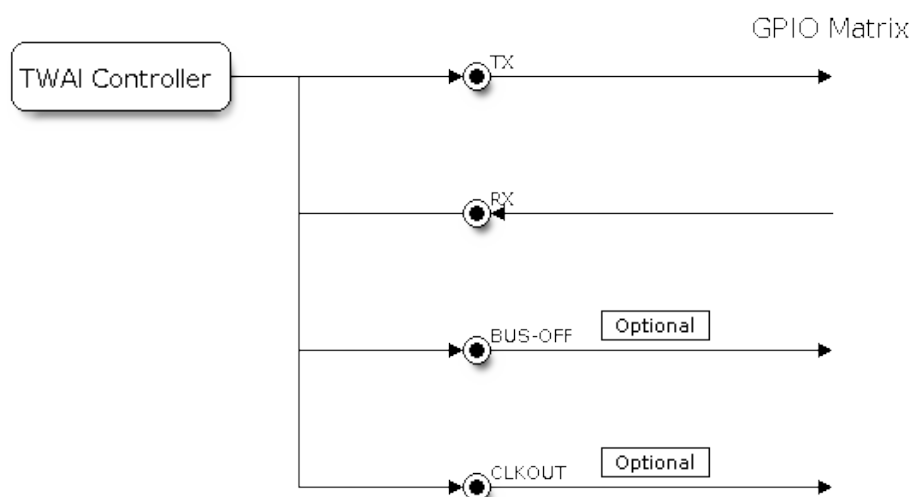 GPIO Matrix
TWAI Controller
TX
RX
BUS-OFF
Optional
CLKOUT
Optional